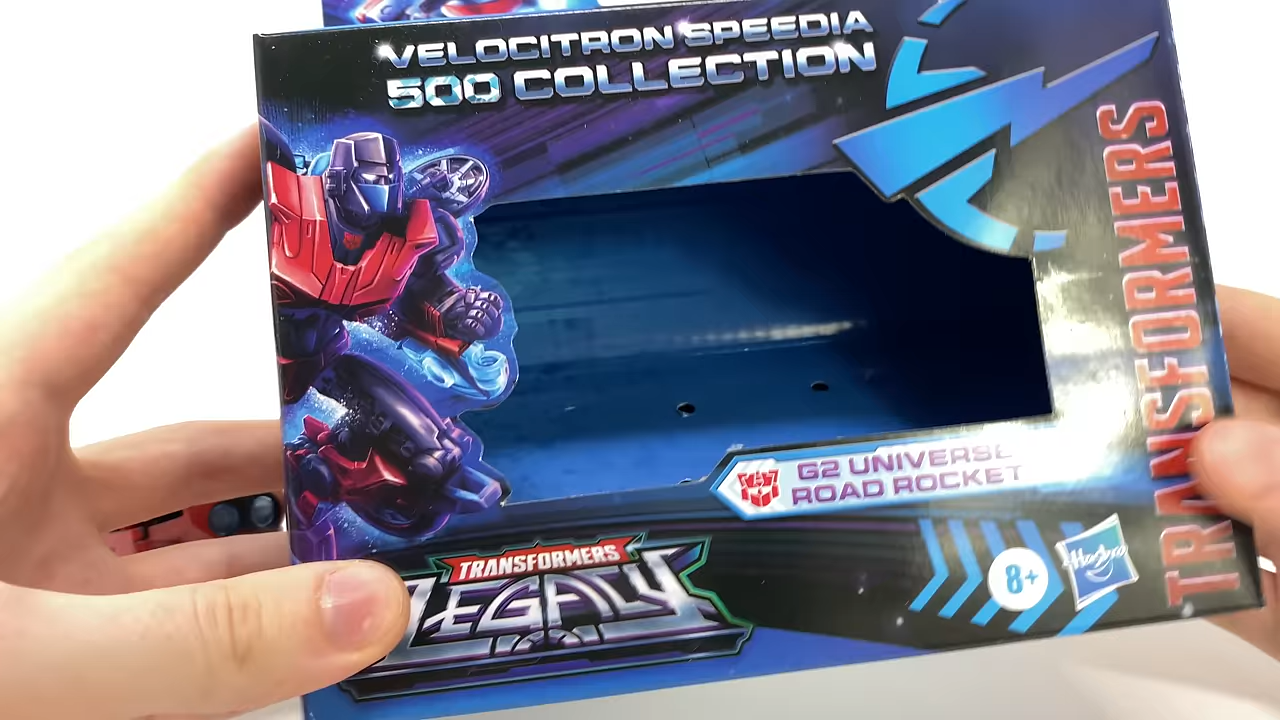 VELOCITRON SPEEDIA
500 COLLECTION
TRANSFORMERS
G2 UNIVERSE
ROAD ROCKET
TRANSFORMERS
LEGACY
8+
Hasbro